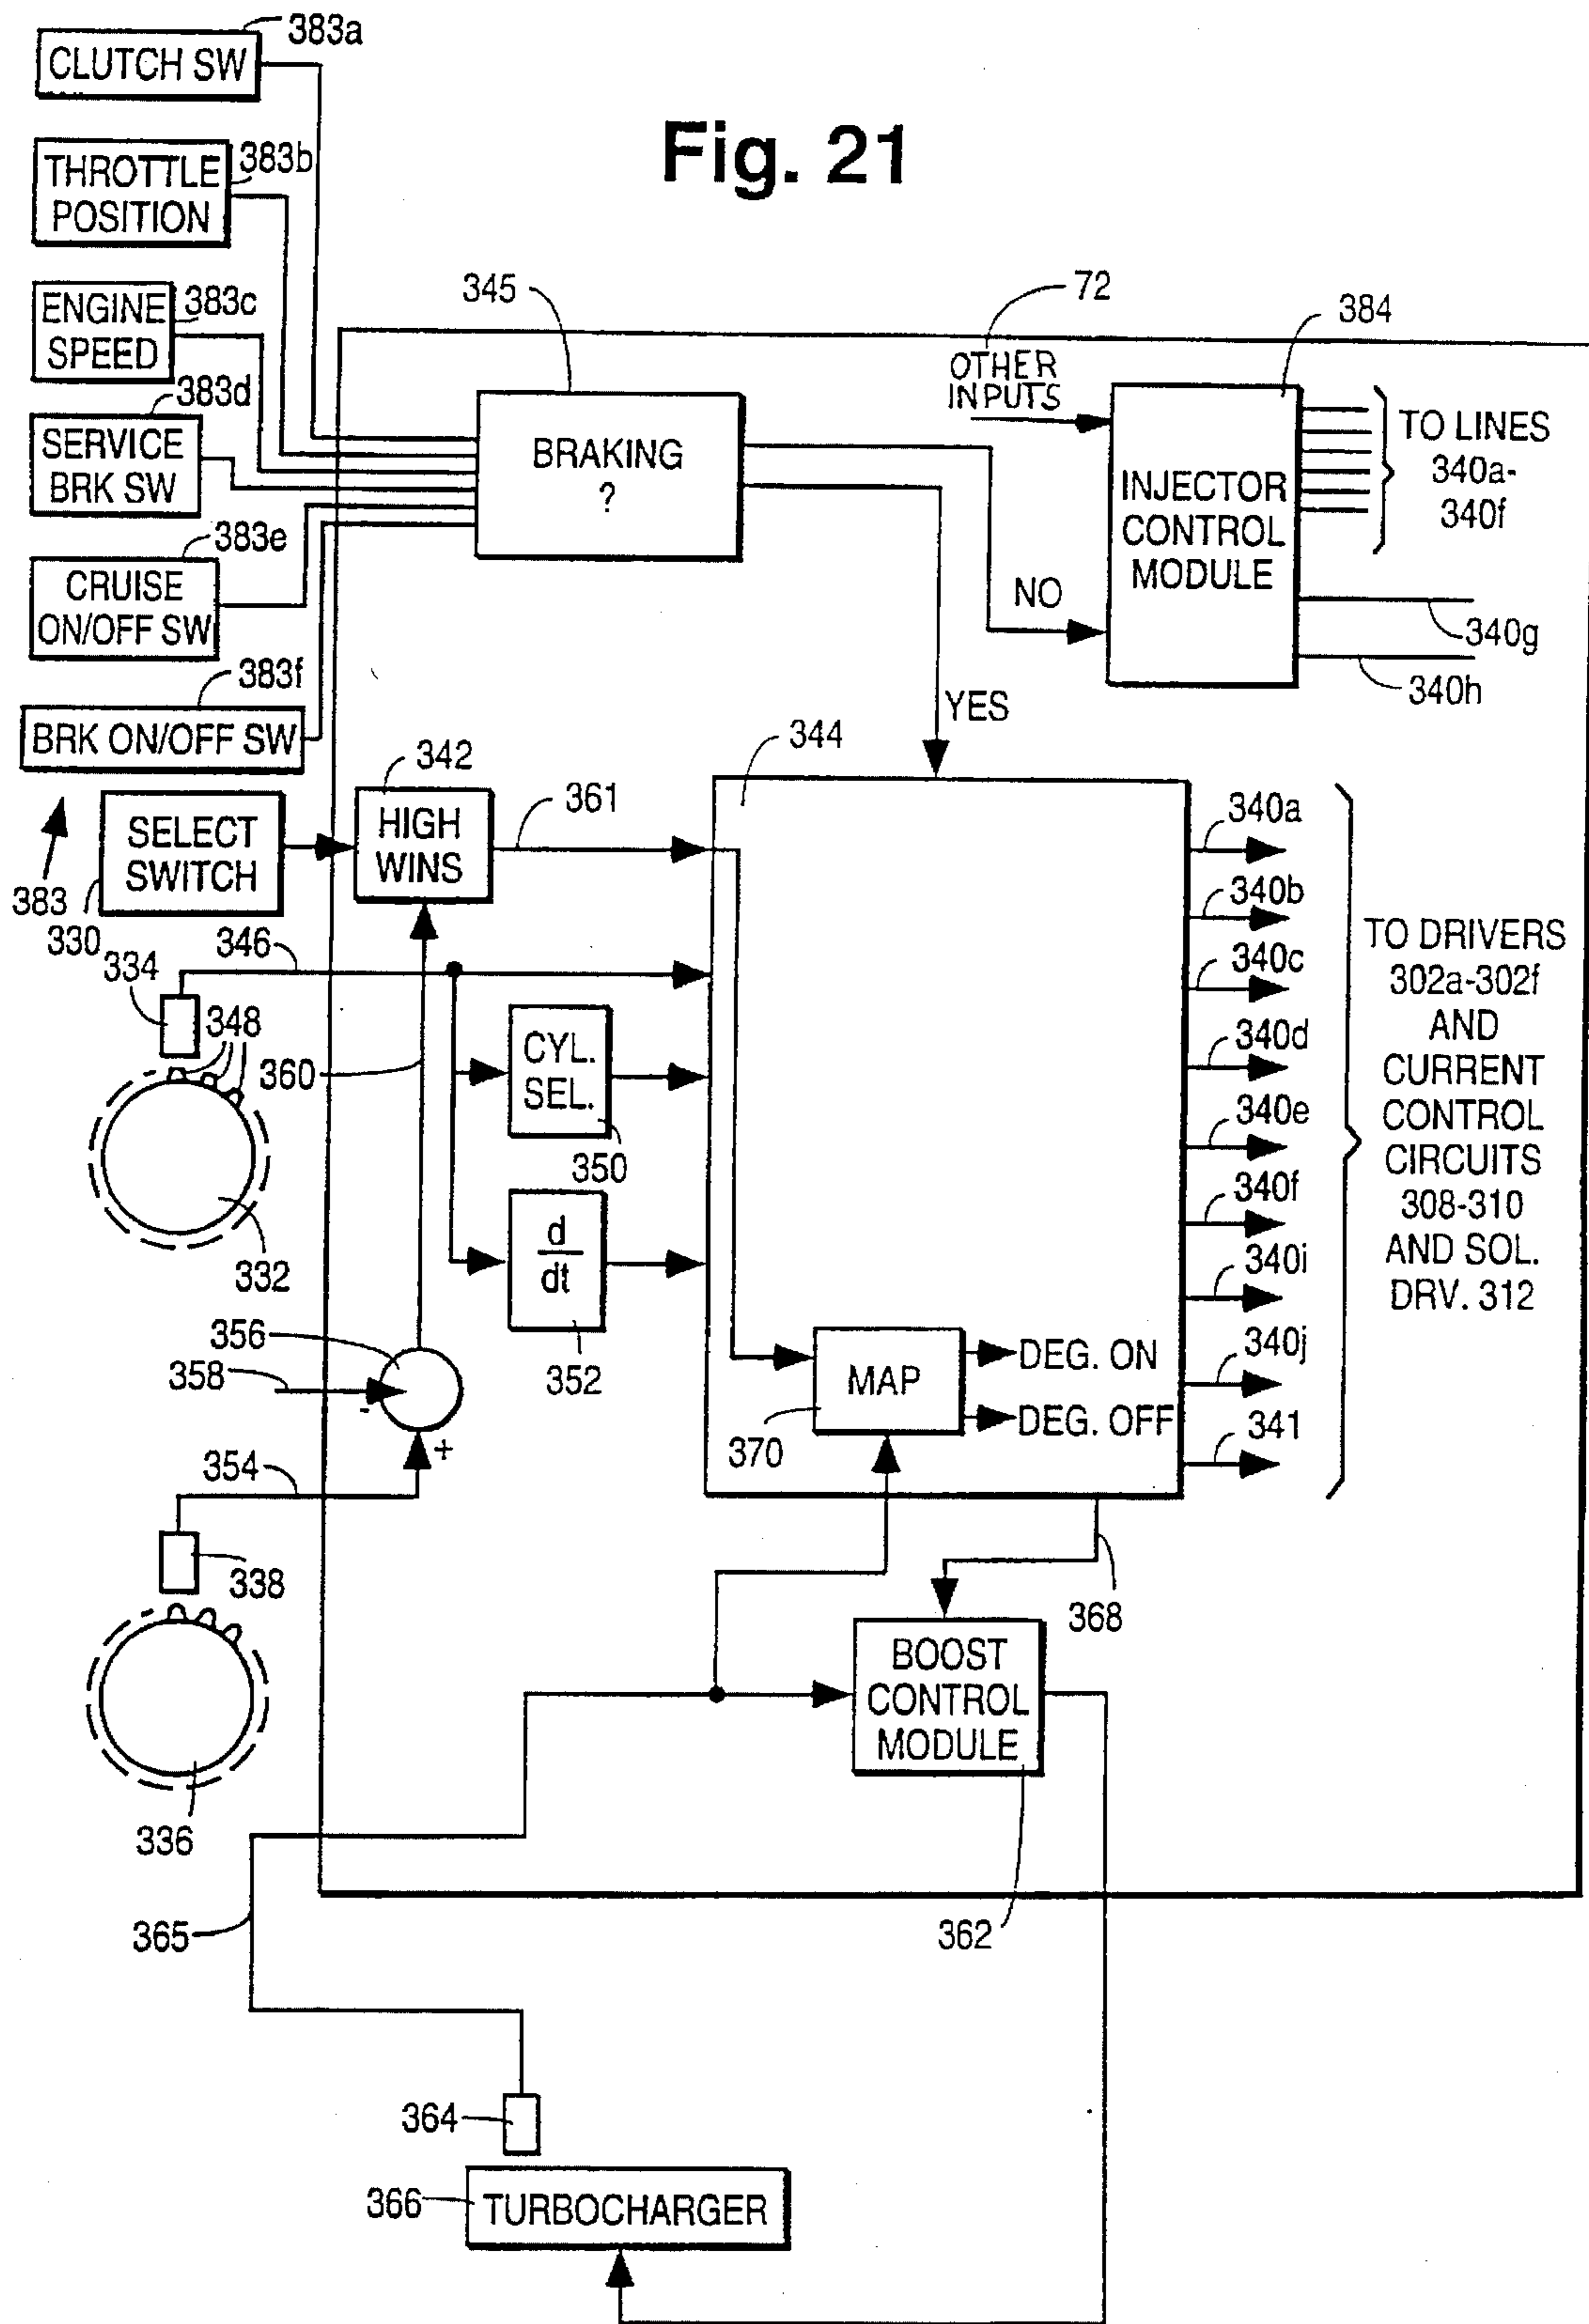 Fig. 21
383a
CLUTCH SW
383b
THROTTLE
POSITION
383c
ENGINE
SPEED
383d
SERVICE
BRK SW
383e
CRUISE
ON/OFF SW
383f
BRK ON/OFF SW
383
SELECT
SWITCH
330
345
BRAKING
?
72
OTHER
INPUTS
384
INJECTOR
CONTROL
MODULE
TO LINES
340a-
340f
340g
340h
NO
YES
342
HIGH
WINS
361
344
346
334
348
332
360
CYL.
SEL.
350
d
dt
352
356
358
-
+
354
338
336
MAP
370
DEG. ON
DEG. OFF
340a
340b
340c
340d
340e
340f
340i
340j
341
TO DRIVERS
302a-302f
AND
CURRENT
CONTROL
CIRCUITS
308-310
AND SOL.
DRV. 312
368
BOOST
CONTROL
MODULE
362
365
364
366
TURBOCHARGER